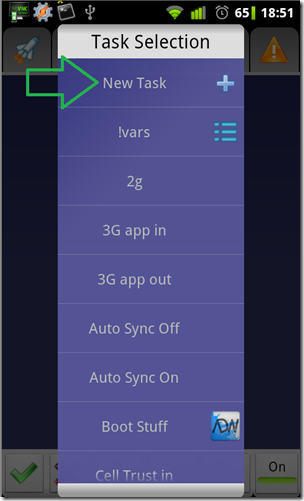 65 18:51
Task Selection
New Task
!vars
2g
3G app in
3G app out
Auto Sync Off
Auto Sync On
Boot Stuff
Cell Trust in
On